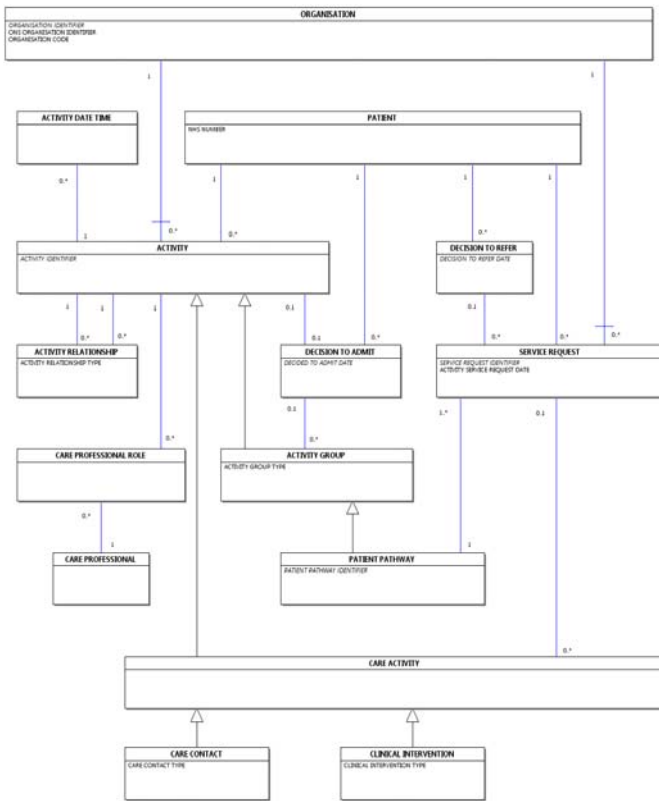 ORGANISATION
ORGANISATION IDENTIFIER
ONS ORGANISATION IDENTIFIER
ORGANISATION CODE
1
1
ACTIVITY DATE TIME
PATIENT
NHS NUMBER
0..*
1
1
1
1
1
0..*
0..*
0..*
ACTIVITY
ACTIVITY IDENTIFIER
DECISION TO REFER
DECISION TO REFER DATE
1
1
1
0..1
0..1
0..*
0..*
0..1
0..*
0..*
0..*
0..*
ACTIVITY RELATIONSHIP
ACTIVITY RELATIONSHIP TYPE
DECISION TO ADMIT
DECIDED TO ADMIT DATE
SERVICE REQUEST
SERVICE REQUEST IDENTIFIER
ACTIVITY SERVICE REQUEST DATE
0..1
1..*
0..1
0..*
0..*
CARE PROFESSIONAL ROLE
ACTIVITY GROUP
ACTIVITY GROUP TYPE
0..*
1
1
CARE PROFESSIONAL
PATIENT PATHWAY
PATIENT PATHWAY IDENTIFIER
0..*
CARE ACTIVITY
CARE CONTACT
CARE CONTACT TYPE
CLINICAL INTERVENTION
CLINICAL INTERVENTION TYPE